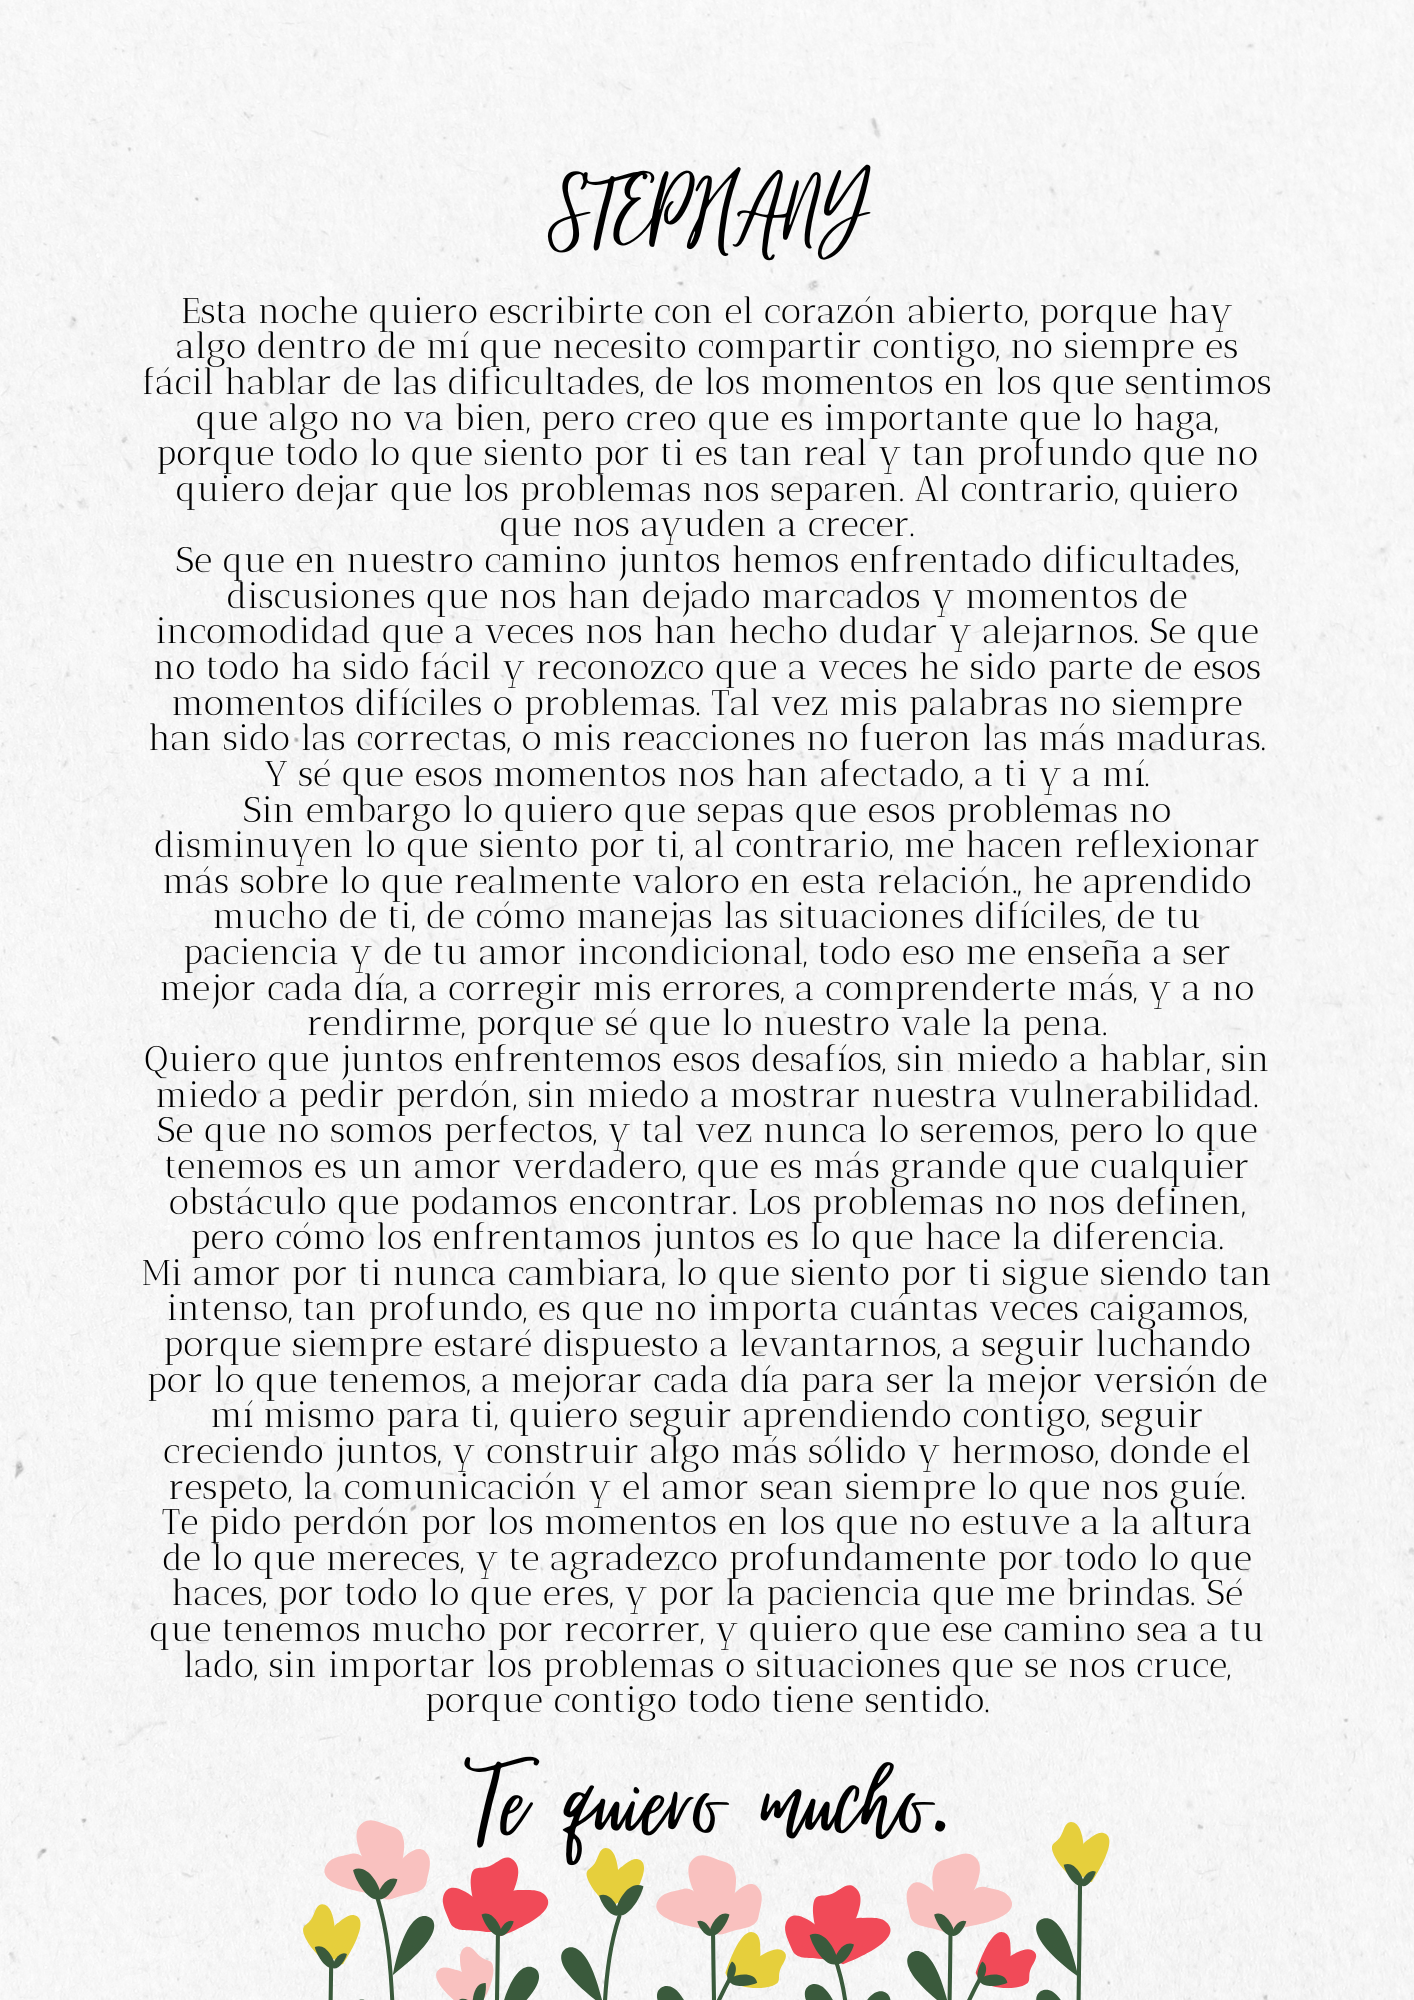 STEPHANY
Esta noche quiero escribirte con el corazón abierto, porque hay
algo dentro de mí que necesito compartir contigo, no siempre es
fácil hablar de las dificultades, de los momentos en los que sentimos
que algo no va bien, pero creo que es importante que lo haga,
porque todo lo que siento por ti es tan real y tan profundo que no
quiero dejar que los problemas nos separen. Al contrario, quiero
que nos ayuden a crecer.
Se que en nuestro camino juntos hemos enfrentado dificultades,
discusiones que nos han dejado marcados y momentos de
incomodidad que a veces nos han hecho dudar y alejarnos. Se que
no todo ha sido fácil y reconozco que a veces he sido parte de esos
momentos difíciles o problemas. Tal vez mis palabras no siempre
han sido las correctas, o mis reacciones no fueron las más maduras.
Y sé que esos momentos nos han afectado, a ti y a mí.
Sin embargo lo quiero que sepas que esos problemas no
disminuyen lo que siento por ti, al contrario, me hacen reflexionar
más sobre lo que realmente valoro en esta relación., he aprendido
mucho de ti, de cómo manejas las situaciones difíciles, de tu
paciencia y de tu amor incondicional, todo eso me enseña a ser
mejor cada día, a corregir mis errores, a comprenderte más, y a no
rendirme, porque sé que lo nuestro vale la pena.
Quiero que juntos enfrentemos esos desafíos, sin miedo a hablar, sin
miedo a pedir perdón, sin miedo a mostrar nuestra vulnerabilidad.
Se que no somos perfectos, y tal vez nunca lo seremos, pero lo que
tenemos es un amor verdadero, que es más grande que cualquier
obstáculo que podamos encontrar. Los problemas no nos definen,
pero cómo los enfrentamos juntos es lo que hace la diferencia.
Mi amor por ti nunca cambiara, lo que siento por ti sigue siendo tan
intenso, tan profundo, es que no importa cuántas veces caigamos,
porque siempre estaré dispuesto a levantarnos, a seguir luchando
por lo que tenemos, a mejorar cada día para ser la mejor versión de
mí mismo para ti, quiero seguir aprendiendo contigo, seguir
creciendo juntos, y construir algo más sólido y hermoso, donde el
respeto, la comunicación y el amor sean siempre lo que nos guíe.
Te pido perdón por los momentos en los que no estuve a la altura
de lo que mereces, y te agradezco profundamente por todo lo que
haces, por todo lo que eres, y por la paciencia que me brindas. Sé
que tenemos mucho por recorrer, y quiero que ese camino sea a tu
lado, sin importar los problemas o situaciones que se nos cruce,
porque contigo todo tiene sentido.
Te quiero mucho.